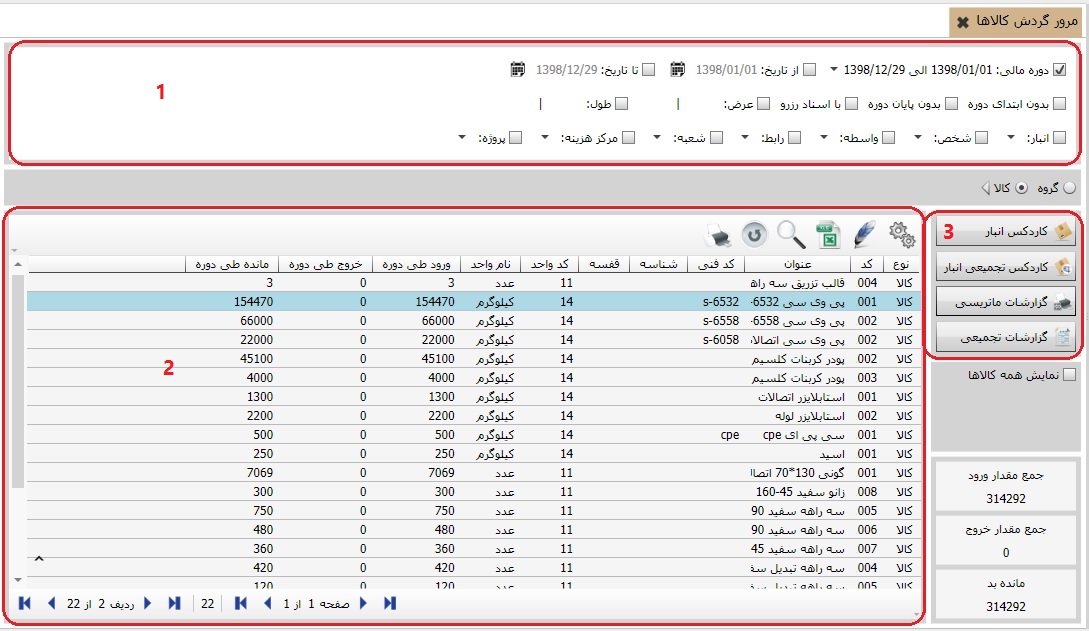 مرور گردش کالاها
1
دوره مالی: 1398/01/01 الی 1398/12/29 از تاریخ: 1398/01/01 تا تاریخ: 1398/12/29
بدون ابتدای دوره بدون پایان دوره با اسناد رزرو عرض: | طول: |
انبار: شخص: واسطه: رابط: شعبه: مرکز هزینه: پروژه:
گروه کالا
3
کاردکس انبار
کاردکس تجمیعی انبار
گزارشات ماتریسی
گزارشات تجمیعی
نمایش همه کالاها
جمع مقدار ورود
314292
جمع مقدار خروج
0
مانده بد
314292
2
نوع کد عنوان کد فنی شناسه قفسه کد واحد نام واحد ورود طی دوره خروج طی دوره مانده طی دوره
کالا 004 قالب تزریق سه راه 11 عدد 3 0 3
کالا 001 پی وی سی 6532- s-6532 14 کیلوگرم 154470 0 154470
کالا 002 پی وی سی 6558- s-6558 14 کیلوگرم 66000 0 66000
کالا 002 پی وی سی اتصالا s-6058 14 کیلوگرم 22000 0 22000
کالا 002 پودر کربنات کلسیم 14 کیلوگرم 45100 0 45100
کالا 003 پودر کربنات کلسیم 14 کیلوگرم 4000 0 4000
کالا 001 استابلایزر اتصالات 14 کیلوگرم 1300 0 1300
کالا 002 استابلایزر لوله 14 کیلوگرم 2200 0 2200
کالا 001 سی پی ای cpe cpe 14 کیلوگرم 500 0 500
کالا 001 اسید 14 کیلوگرم 250 0 250
کالا 001 گونی 130*70 اتصا 11 عدد 7069 0 7069
کالا 008 زانو سفید 45-160 11 عدد 300 0 300
کالا 005 سه راهه سفید 90 11 عدد 750 0 750
کالا 006 سه راهه سفید 90 11 عدد 480 0 480
کالا 007 سه راهه سفید 45 11 عدد 360 0 360
کالا 004 سه راهه تبدیل سف 11 عدد 420 0 420
کالا 005 سه راهه تبدیل سف 11 عدد 120 0 120
صفحه 1 از 1 22 ردیف 2 از 22